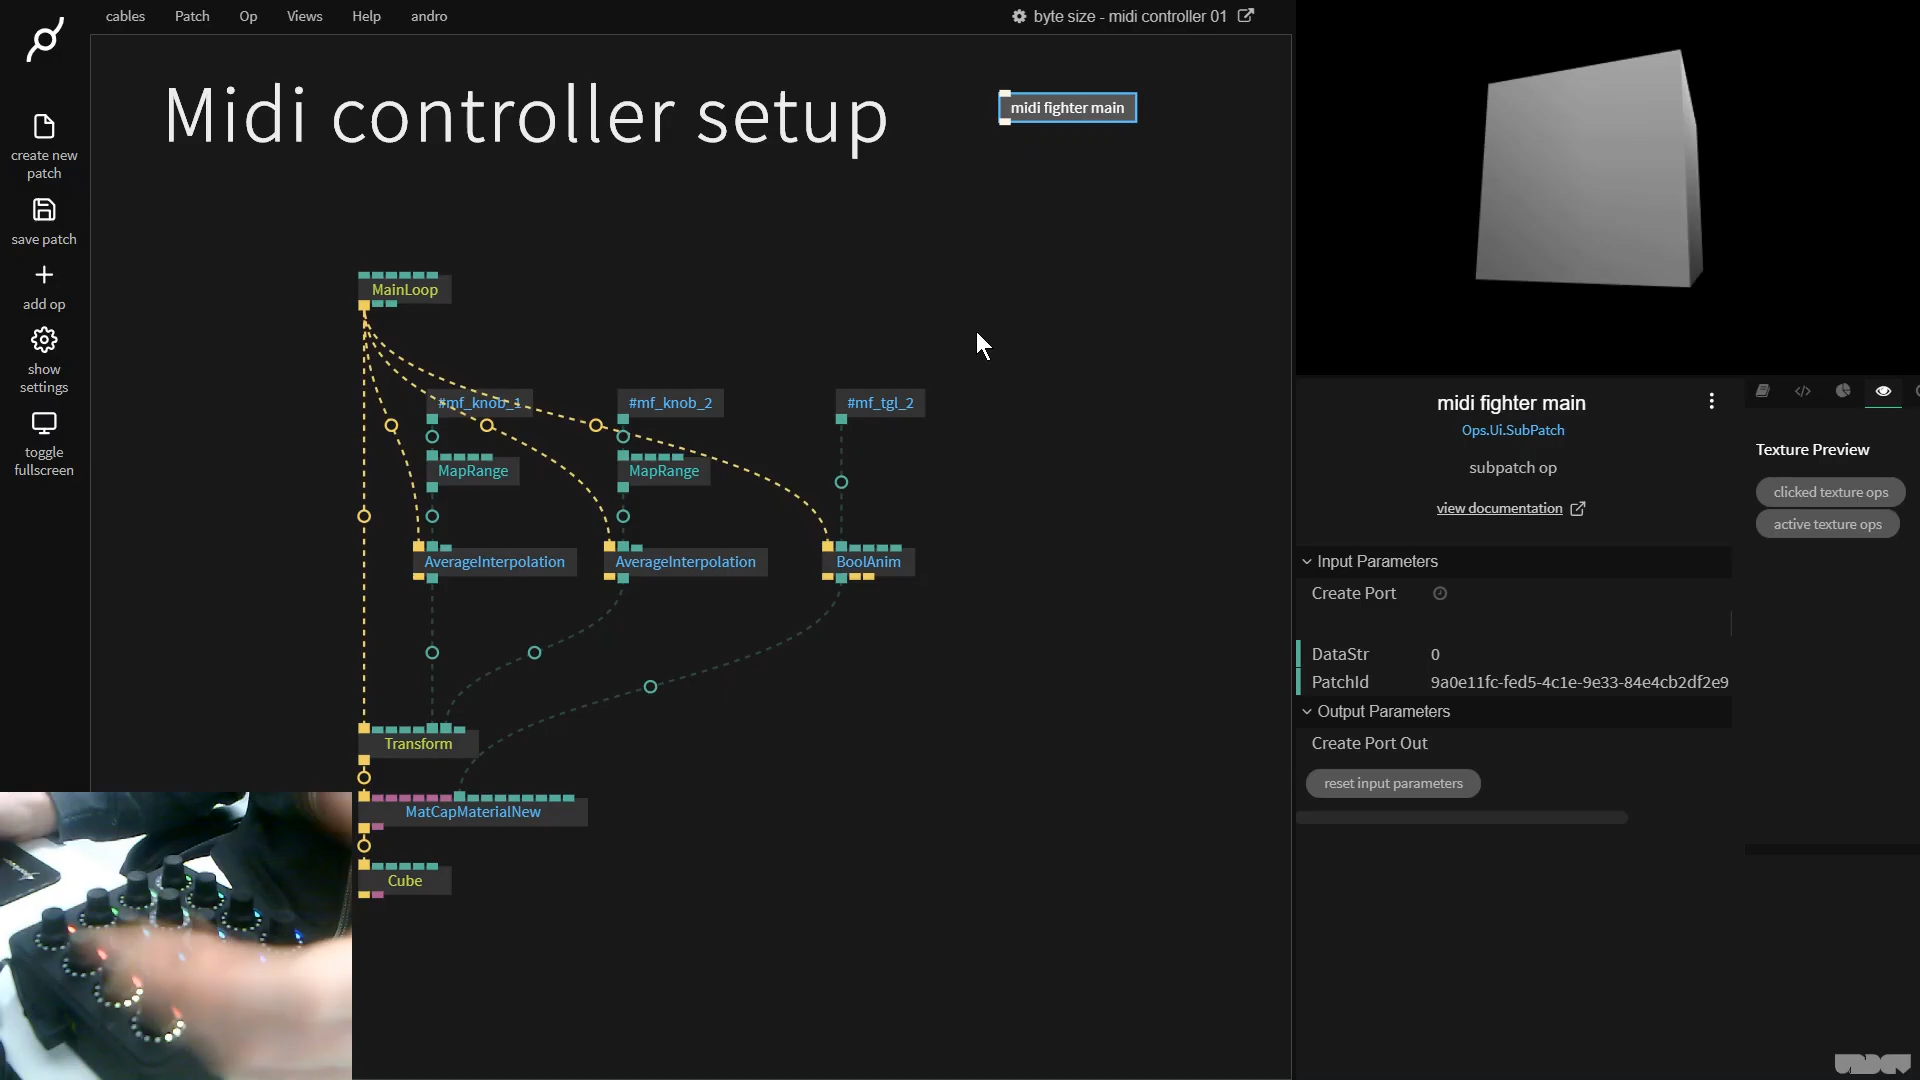 cables Patch Op Views Help andro
byte size - midi controller 01
create new
patch
save patch
add op
show
settings
toggle
fullscreen
Midi controller setup
midi fighter main
MainLoop
#mf_knob_1 #mf_knob_2 #mf_tgl_2
MapRange MapRange
AverageInterpolation AverageInterpolation BoolAnim
Transform
MatCapMaterialNew
Cube
midi fighter main
Ops.Ui.SubPatch
subpatch op
view documentation
Input Parameters
Create Port
DataStr 0
PatchId 9a0e11fc-fed5-4c1e-9e33-84e4cb2df2e9
Output Parameters
Create Port Out
reset input parameters
Texture Preview
clicked texture ops
active texture ops